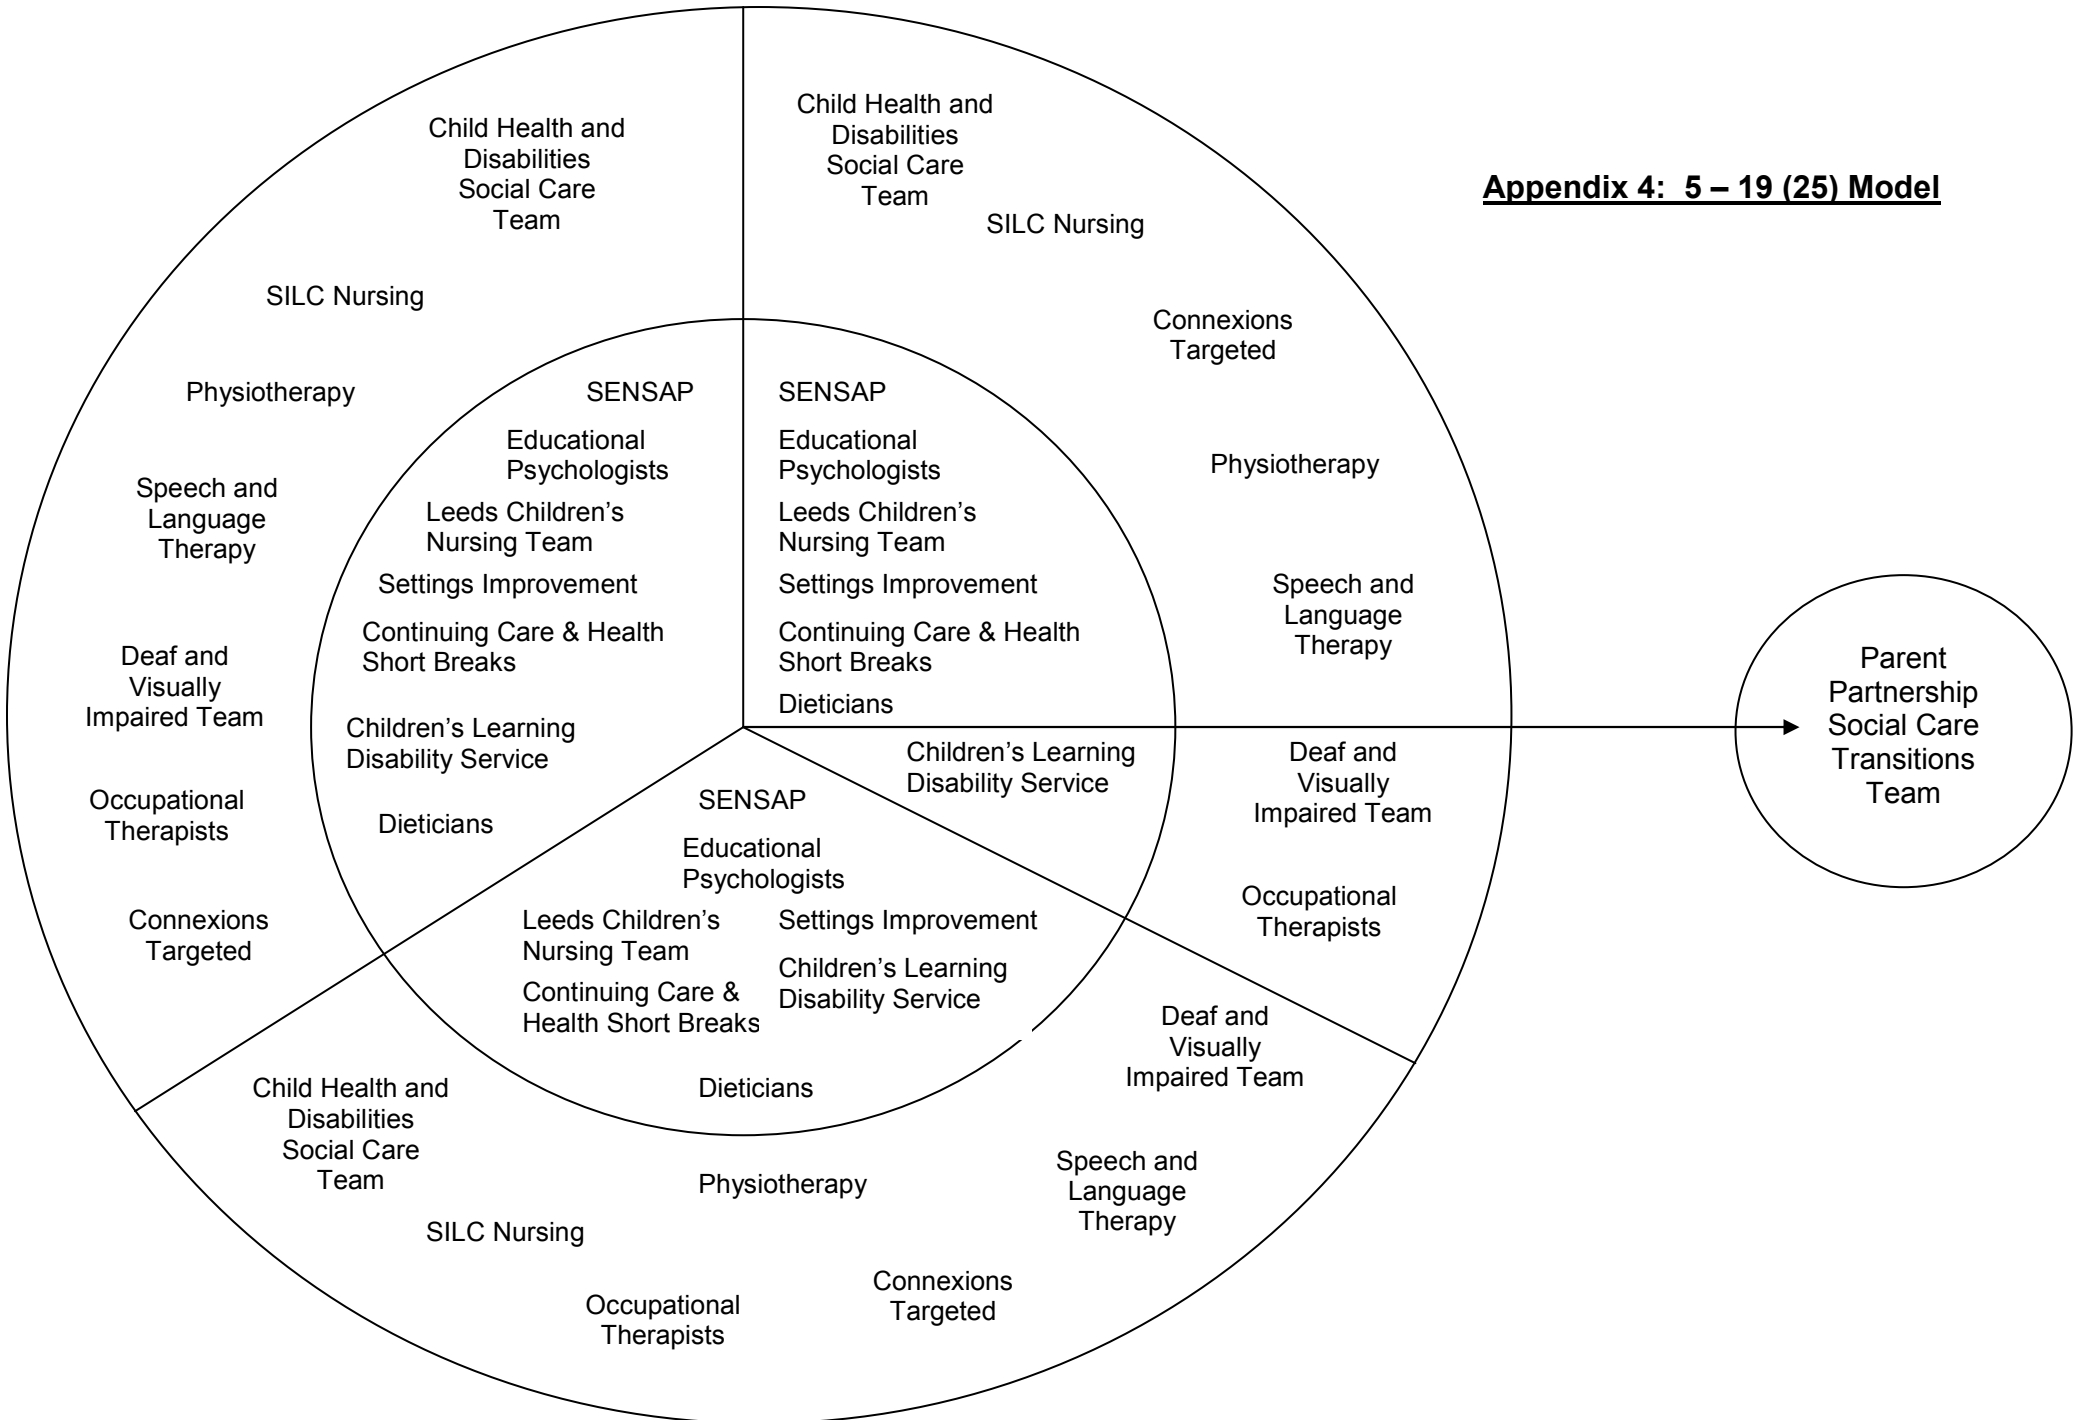 Appendix 4: 5 – 19 (25) Model
Child Health and
Disabilities
Social Care
Team
SILC Nursing
Physiotherapy
Speech and
Language
Therapy
Deaf and
Visually
Impaired Team
Occupational
Therapists
Connexions
Targeted
SENSAP
Educational
Psychologists
Leeds Children’s
Nursing Team
Settings Improvement
Continuing Care & Health
Short Breaks
Children’s Learning
Disability Service
Dieticians
Child Health and
Disabilities
Social Care
Team
SILC Nursing
Connexions
Targeted
Physiotherapy
Speech and
Language
Therapy
Deaf and
Visually
Impaired Team
Occupational
Therapists
SENSAP
Educational
Psychologists
Leeds Children’s
Nursing Team
Settings Improvement
Continuing Care & Health
Short Breaks
Dieticians
Children’s Learning
Disability Service
SENSAP
Educational
Psychologists
Leeds Children’s
Nursing Team
Settings Improvement
Continuing Care &
Health Short Breaks
Children’s Learning
Disability Service
Dieticians
Child Health and
Disabilities
Social Care
Team
SILC Nursing
Physiotherapy
Occupational
Therapists
Connexions
Targeted
Speech and
Language
Therapy
Deaf and
Visually
Impaired Team
Parent
Partnership
Social Care
Transitions
Team